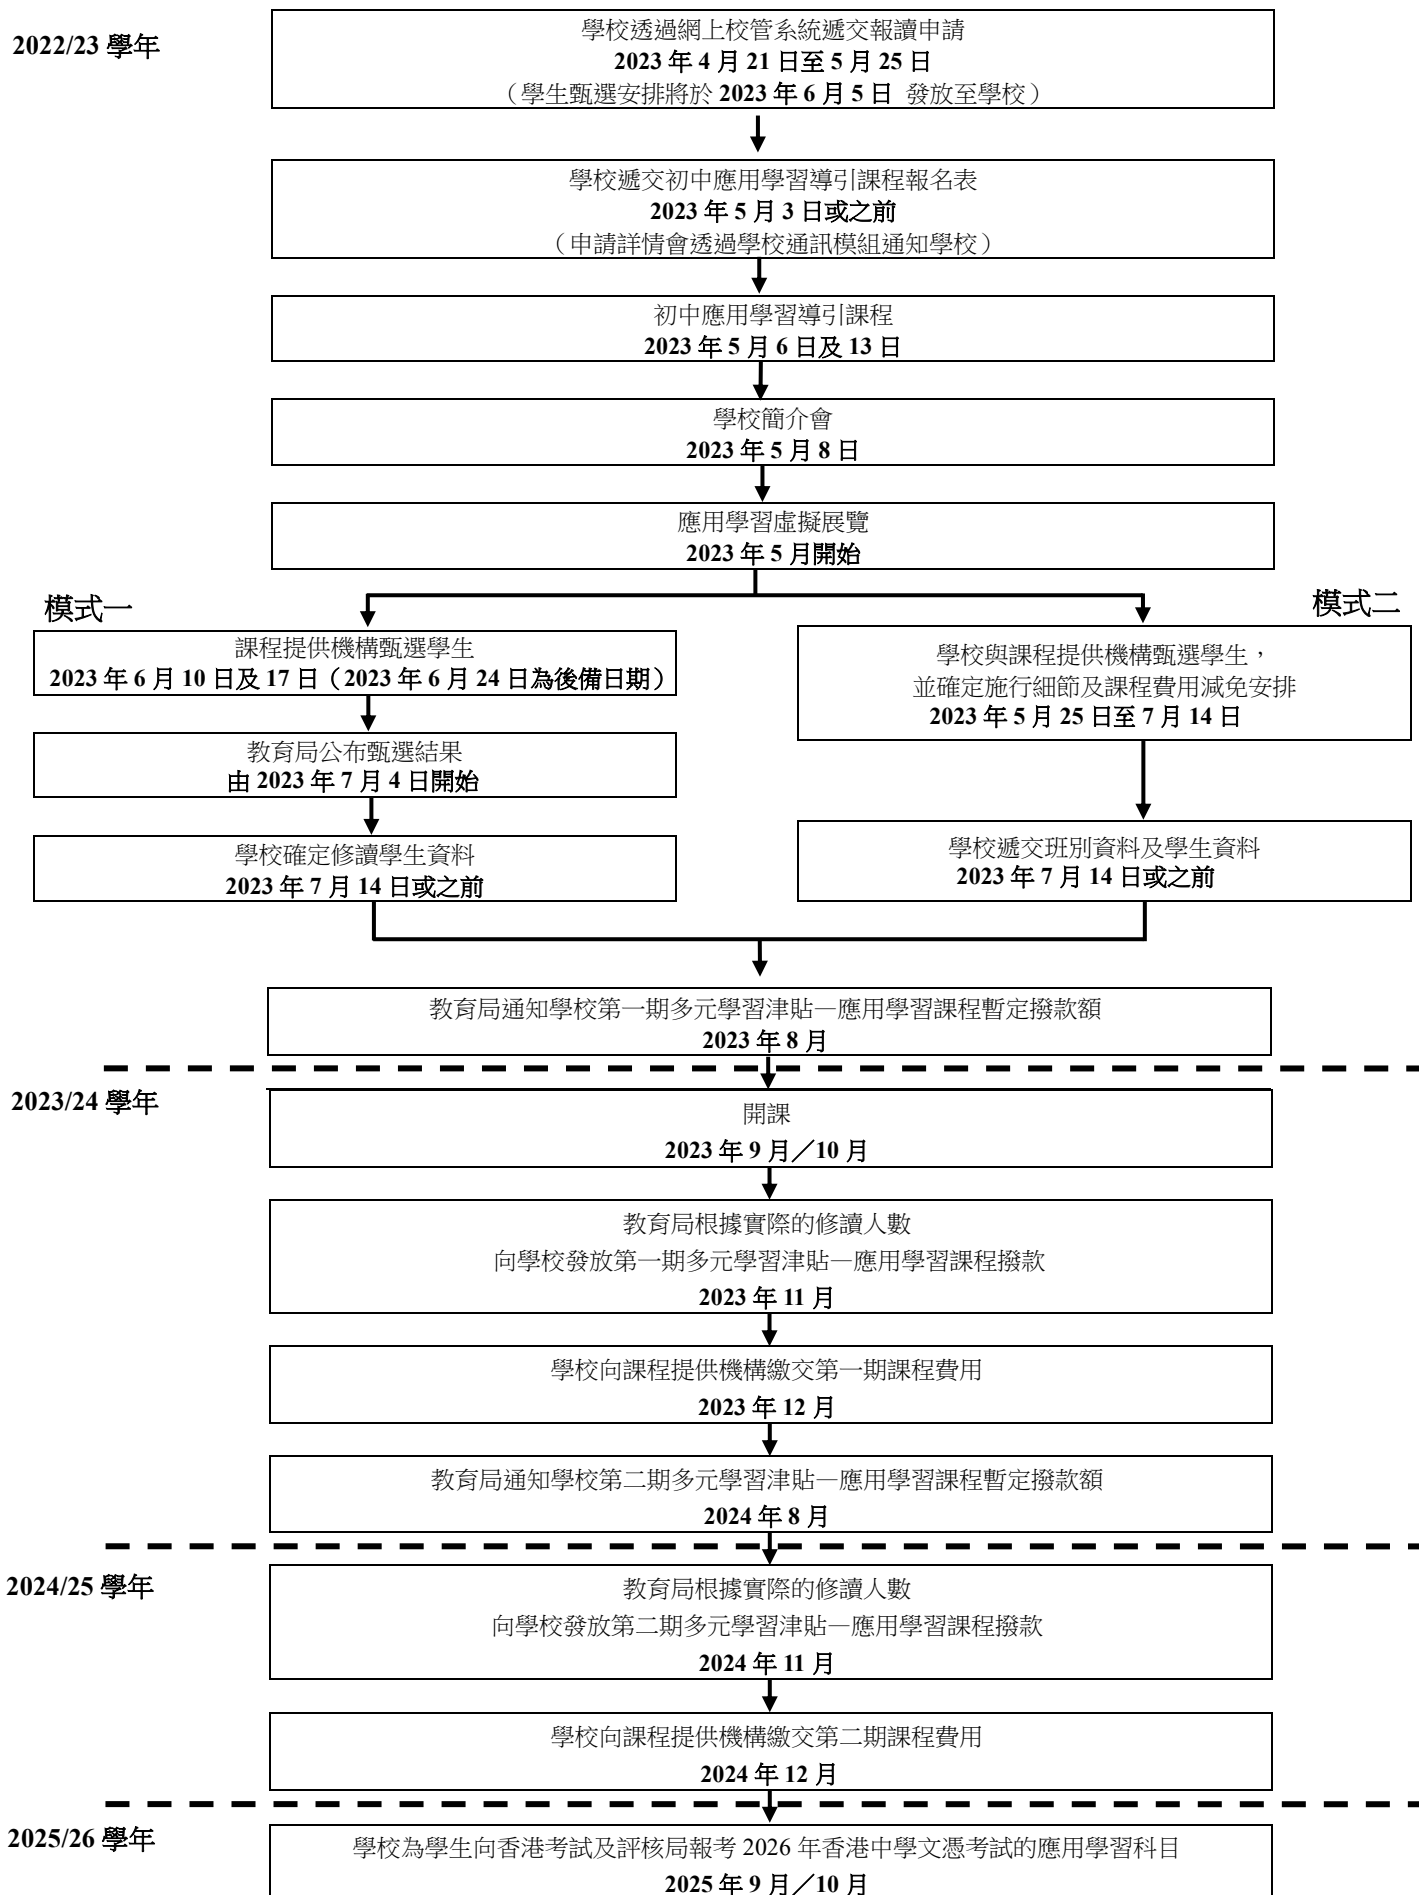 2022/23 學年
學校透過網上校管系統遞交報讀申請
2023 年 4 月 21 日至 5 月 25 日
（學生甄選安排將於 2023 年 6 月 5 日 發放至學校）
學校遞交初中應用學習導引課程報名表
2023 年 5 月 3 日或之前
（申請詳情會透過學校通訊模組通知學校）
初中應用學習導引課程
2023 年 5 月 6 日及 13 日
學校簡介會
2023 年 5 月 8 日
應用學習虛擬展覽
2023 年 5 月開始
模式一
課程提供機構甄選學生
2023 年 6 月 10 日及 17 日（2023 年 6 月 24 日為後備日期）
教育局公布甄選結果
由 2023 年 7 月 4 日開始
學校確定修讀學生資料
2023 年 7 月 14 日或之前
模式二
學校與課程提供機構甄選學生，
並確定施行細節及課程費用減免安排
2023 年 5 月 25 日至 7 月 14 日
學校遞交班別資料及學生資料
2023 年 7 月 14 日或之前
教育局通知學校第一期多元學習津貼—應用學習課程暫定撥款額
2023 年 8 月
2023/24 學年
開課
2023 年 9 月／10 月
教育局根據實際的修讀人數
向學校發放第一期多元學習津貼—應用學習課程撥款
2023 年 11 月
學校向課程提供機構繳交第一期課程費用
2023 年 12 月
教育局通知學校第二期多元學習津貼—應用學習課程暫定撥款額
2024 年 8 月
2024/25 學年
教育局根據實際的修讀人數
向學校發放第二期多元學習津貼—應用學習課程撥款
2024 年 11 月
學校向課程提供機構繳交第二期課程費用
2024 年 12 月
2025/26 學年
學校為學生向香港考試及評核局報考 2026 年香港中學文憑考試的應用學習科目
2025 年 9 月／10 月